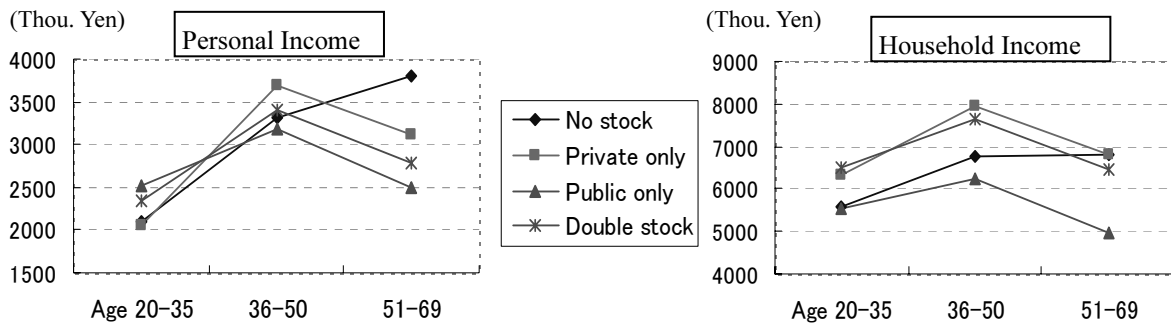 (Thou. Yen)
Personal Income
4000
3500
3000
2500
2000
1500
Age 20-35
36-50
51-69
No stock
Private only
Public only
Double stock
(Thou. Yen)
Household Income
9000
8000
7000
6000
5000
4000
Age 20-35
36-50
51-69